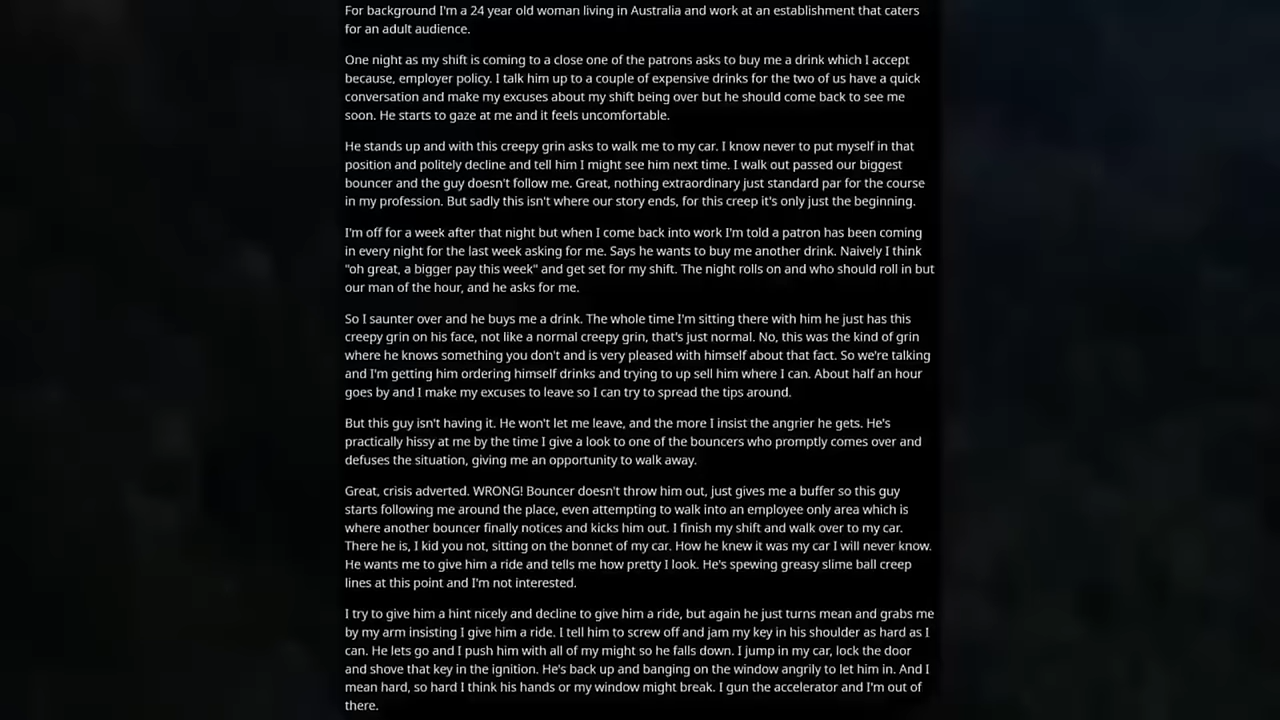 For background I'm a 24 year old woman living in Australia and work at an establishment that caters
for an adult audience.
One night as my shift is coming to a close one of the patrons asks to buy me a drink which I accept
because, employer policy. I talk him up to a couple of expensive drinks for the two of us have a quick
conversation and make my excuses about my shift being over but he should come back to see me
soon. He starts to gaze at me and it feels uncomfortable.
He stands up and with this creepy grin asks to walk me to my car. I know never to put myself in that
position and politely decline and tell him I might see him next time. I walk out passed our biggest
bouncer and the guy doesn't follow me. Great, nothing extraordinary just standard par for the course
in my profession. But sadly this isn't where our story ends, for this creep it's only just the beginning.
I'm off for a week after that night but when I come back into work I'm told a patron has been coming
in every night for the last week asking for me. Says he wants to buy me another drink. Naively I think
"oh great, a bigger pay this week" and get set for my shift. The night rolls on and who should roll in but
our man of the hour, and he asks for me.
So I saunter over and he buys me a drink. The whole time I'm sitting there with him he just has this
creepy grin on his face, not like a normal creepy grin, that's just normal. No, this was the kind of grin
where he knows something you don't and is very pleased with himself about that fact. So we're talking
and I'm getting him ordering himself drinks and trying to up sell him where I can. About half an hour
goes by and I make my excuses to leave so I can try to spread the tips around.
But this guy isn't having it. He won't let me leave, and the more I insist the angrier he gets. He's
practically hissy at me by the time I give a look to one of the bouncers who promptly comes over and
defuses the situation, giving me an opportunity to walk away.
Great, crisis adverted. WRONG! Bouncer doesn't throw him out, just gives me a buffer so this guy
starts following me around the place, even attempting to walk into an employee only area which is
where another bouncer finally notices and kicks him out. I finish my shift and walk over to my car.
There he is, I kid you not, sitting on the bonnet of my car. How he knew it was my car I will never know.
He wants me to give him a ride and tells me how pretty I look. He's spewing greasy slime ball creep
lines at this point and I'm not interested.
I try to give him a hint nicely and decline to give him a ride, but again he just turns mean and grabs me
by my arm insisting I give him a ride. I tell him to screw off and jam my key in his shoulder as hard as I
can. He lets go and I push him with all of my might so he falls down. I jump in my car, lock the door
and shove that key in the ignition. He's back up and banging on the window angrily to let him in. And I
mean hard, so hard I think his hands or my window might break. I gun the accelerator and I'm out of
there.